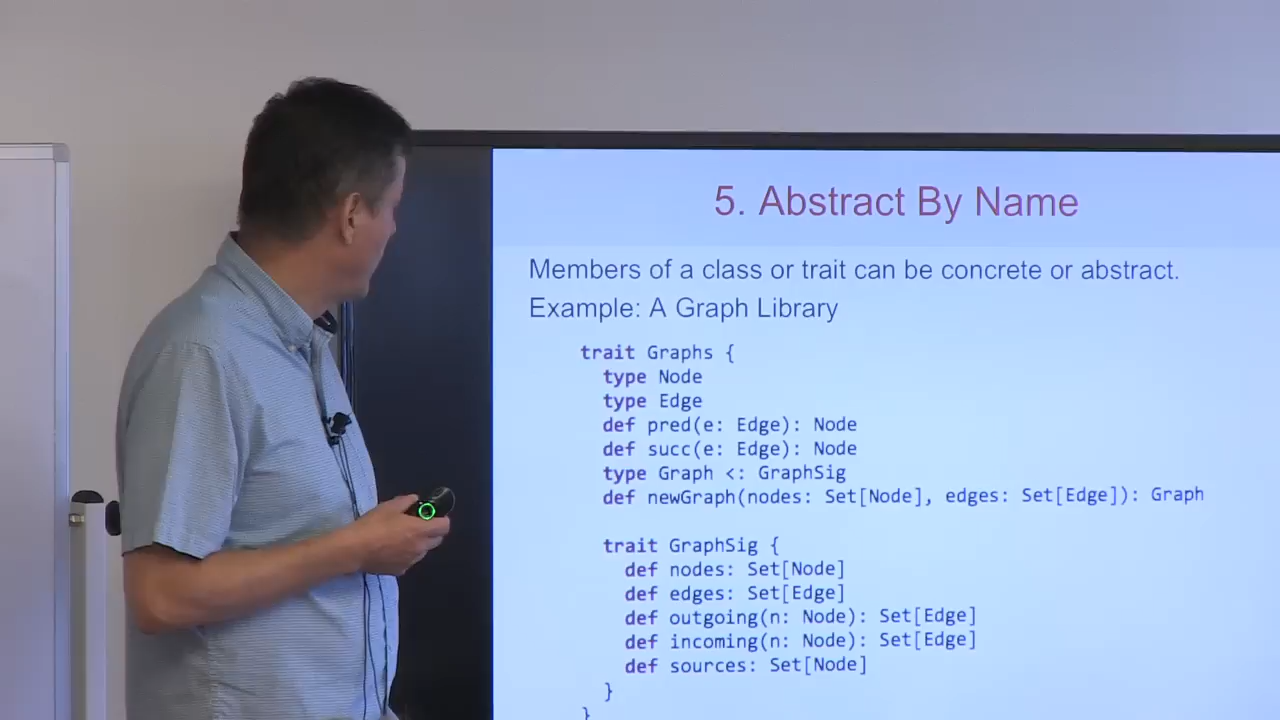 5. Abstract By Name
Members of a class or trait can be concrete or abstract.
Example: A Graph Library
trait Graphs {
type Node
type Edge
def pred(e: Edge): Node
def succ(e: Edge): Node
type Graph <: GraphSig
def newGraph(nodes: Set[Node], edges: Set[Edge]): Graph
trait GraphSig {
def nodes: Set[Node]
def edges: Set[Edge]
def outgoing(n: Node): Set[Edge]
def incoming(n: Node): Set[Edge]
def sources: Set[Node]
}
}